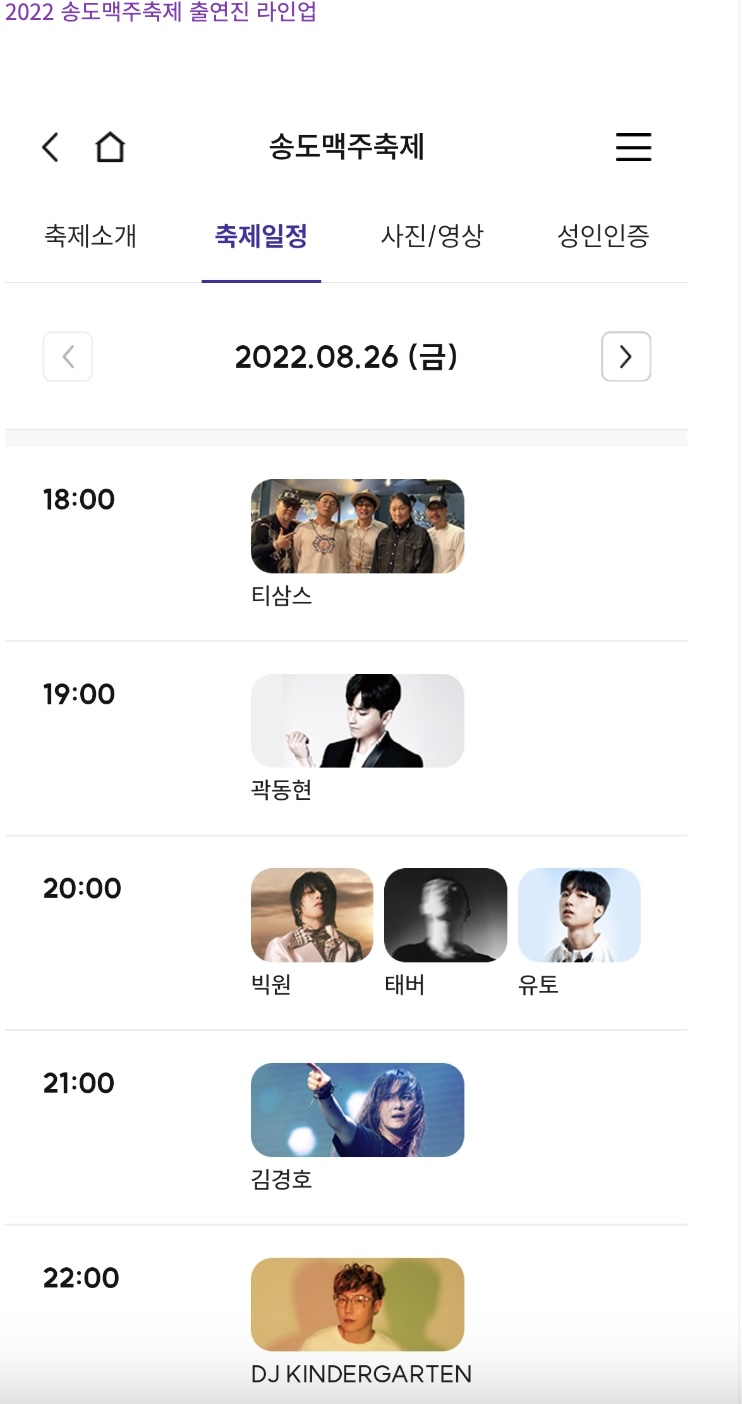 2022 송도맥주축제 출연진 라인업
송도맥주축제
축제소개 축제일정 사진/영상 성인인증
2022.08.26 (금)
18:00
티삼스
19:00
곽동현
20:00
빅원 태버 유토
21:00
김경호
22:00
DJ KINDERGARTEN